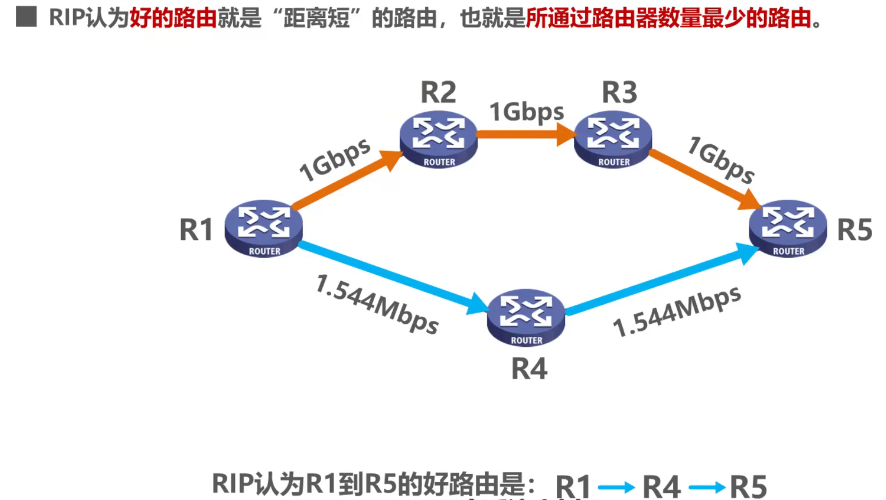 RIP认为好的路由就是“距离短”的路由，也就是所通过路由器数量最少的路由。
R2
R3
1Gbps
1Gbps
1Gbps
ROUTER
ROUTER
R1
ROUTER
R5
ROUTER
1.544Mbps
1.544Mbps
ROUTER
R4
RIP认为R1到R5的好路由是：R1 → R4 → R5